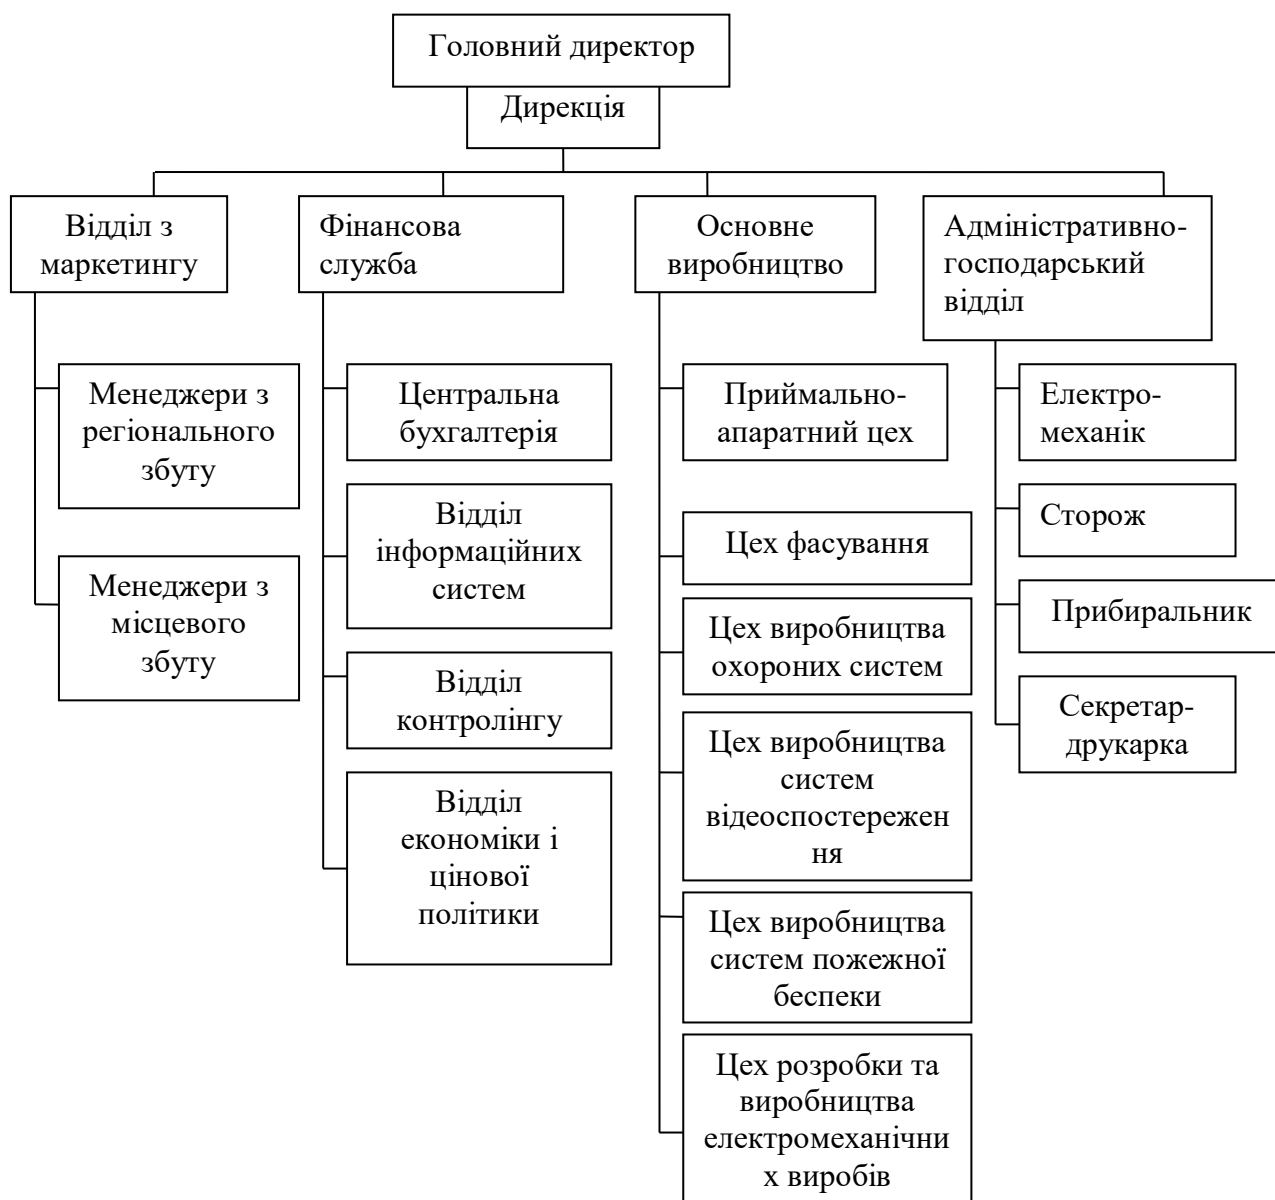 Головний директор
Дирекція
Відділ з
маркетингу
Фінансова
служба
Основне
виробництво
Адміністративно-
господарський
відділ
Менеджери з
регіонального
збуту
Менеджери з
місцевого
збуту
Центральна
бухгалтерія
Відділ
інформаційних
систем
Відділ
контролінгу
Відділ
економіки і
цінової
політики
Приймально-
апаратний цех
Цех фасування
Цех виробництва
охороних систем
Цех виробництва
систем
відеоспостережен
ня
Цех виробництва
систем пожежної
беспеки
Цех розробки та
виробництва
електромеханічни
х виробів
Електро-
механік
Сторож
Прибиральник
Секретар-
друкарка